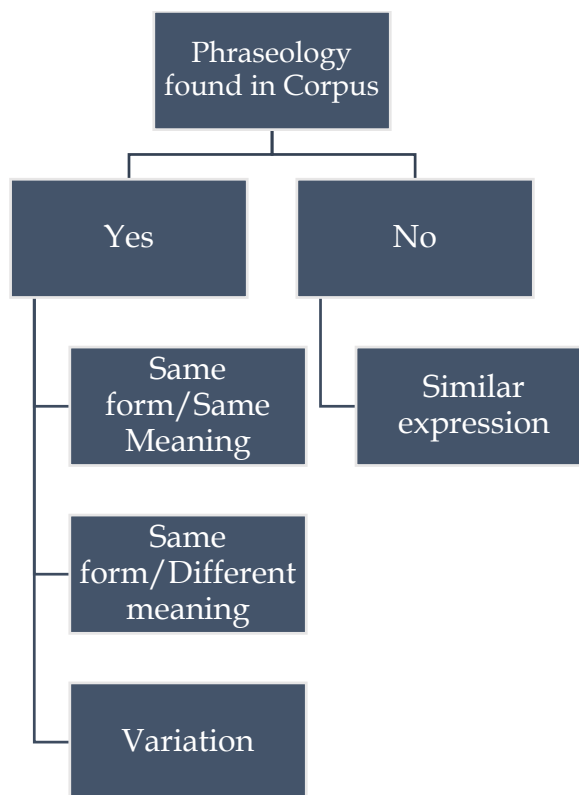 Phraseology
found in Corpus
Yes
No
Same
form/Same
Meaning
Similar
expression
Same
form/Different
meaning
Variation